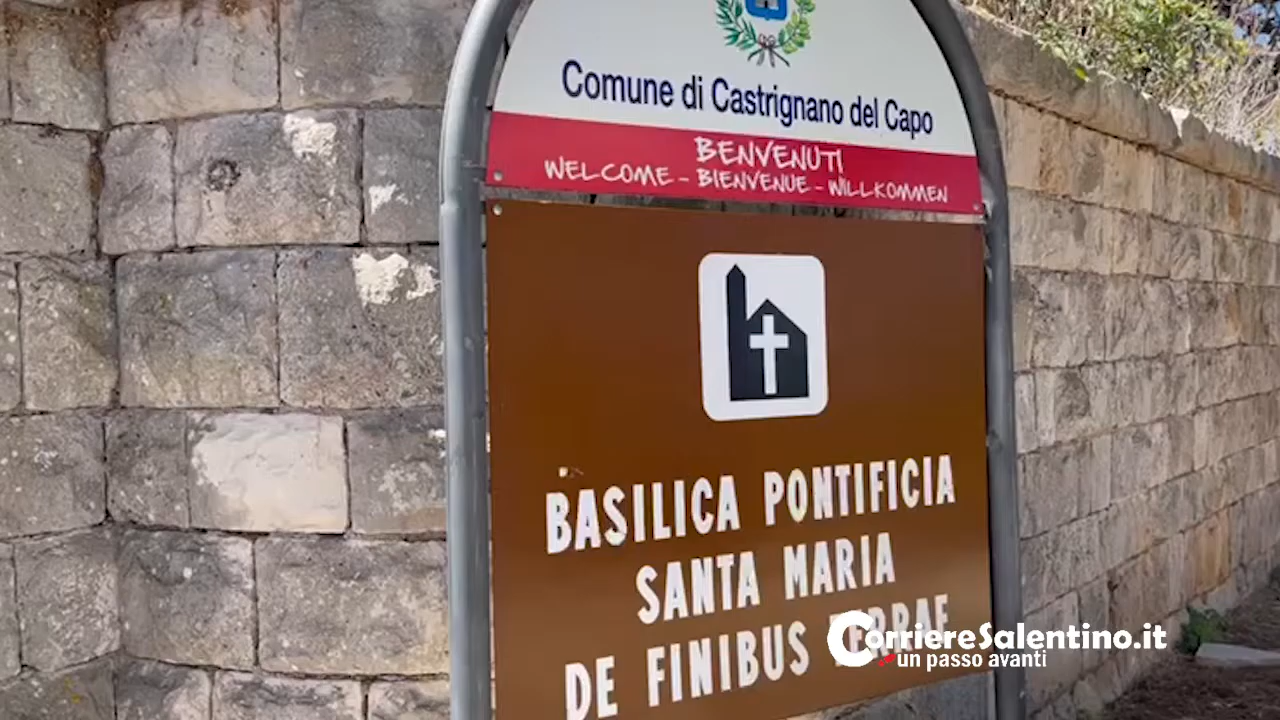 Comune di Castrignano del Capo
BENVENUTI
WELCOME - BIENVENUE - WILLKOMMEN
BASILICA PONTIFICIA
SANTA MARIA
DE FINIBUS TERRAE
CorriereSalentino.it
un passo avanti